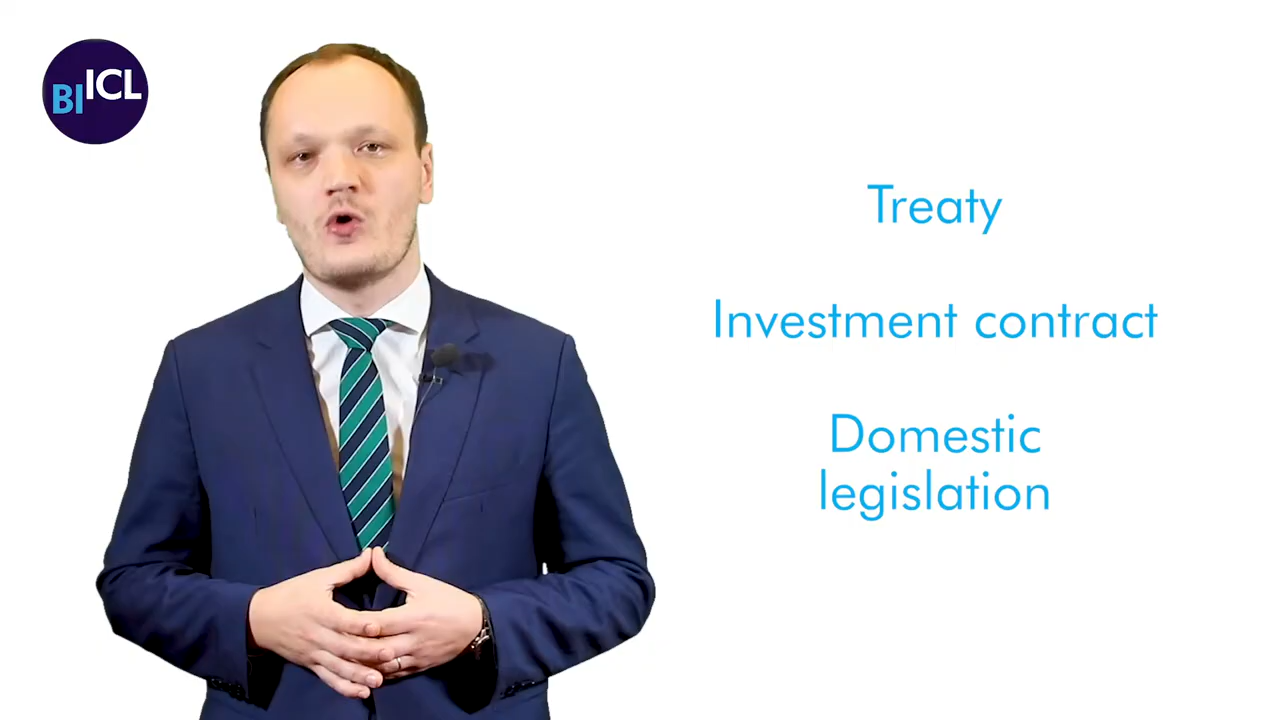 BIICL
Treaty
Investment contract
Domestic
legislation